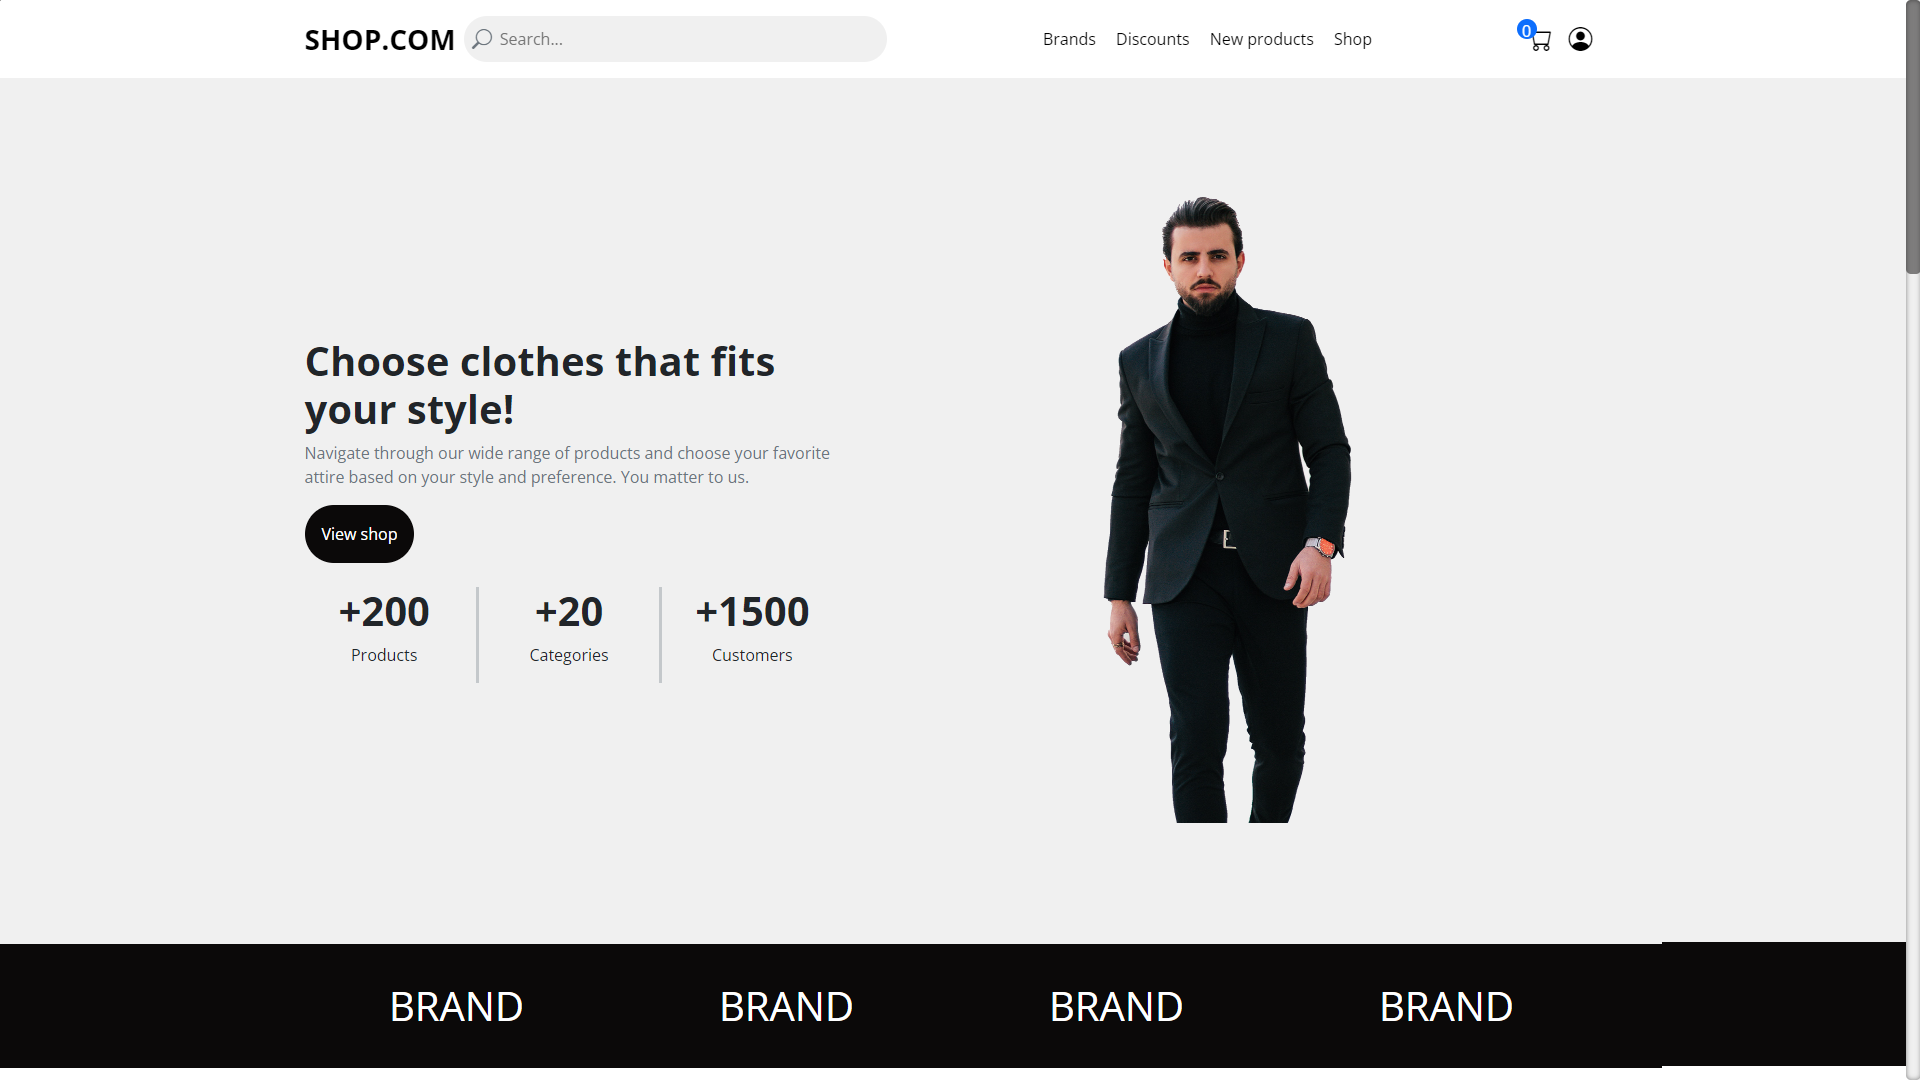 SHOP.COM
Search...
Brands
Discounts
New products
Shop
0
Choose clothes that fits
your style!
Navigate through our wide range of products and choose your favorite
attire based on your style and preference. You matter to us.
View shop
+200
Products
+20
Categories
+1500
Customers
BRAND
BRAND
BRAND
BRAND